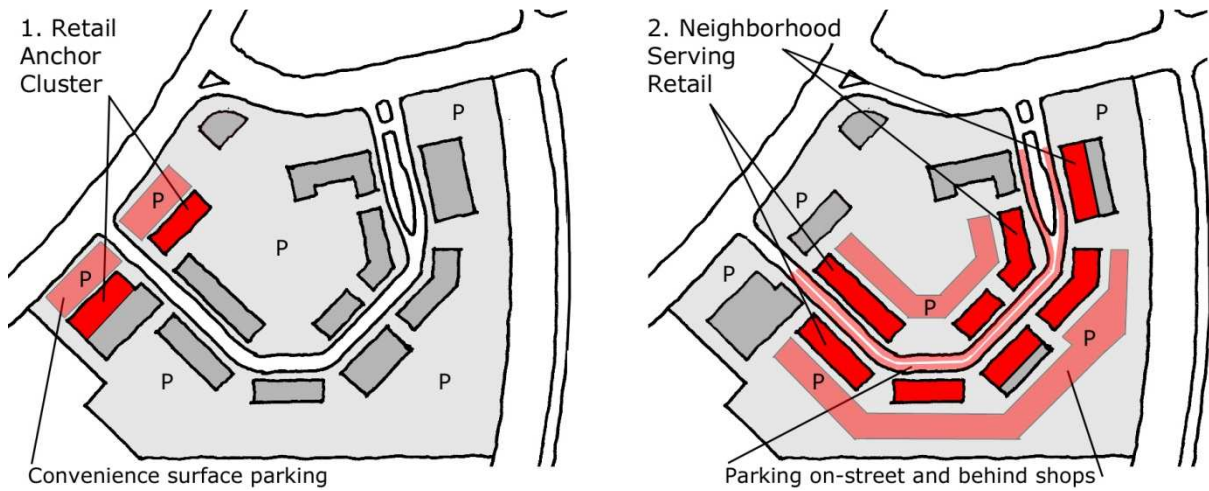 1. Retail
Anchor
Cluster
P
P
P
P
P
P
Convenience surface parking
2. Neighborhood
Serving
Retail
P
P
P
P
P
P
Parking on-street and behind shops